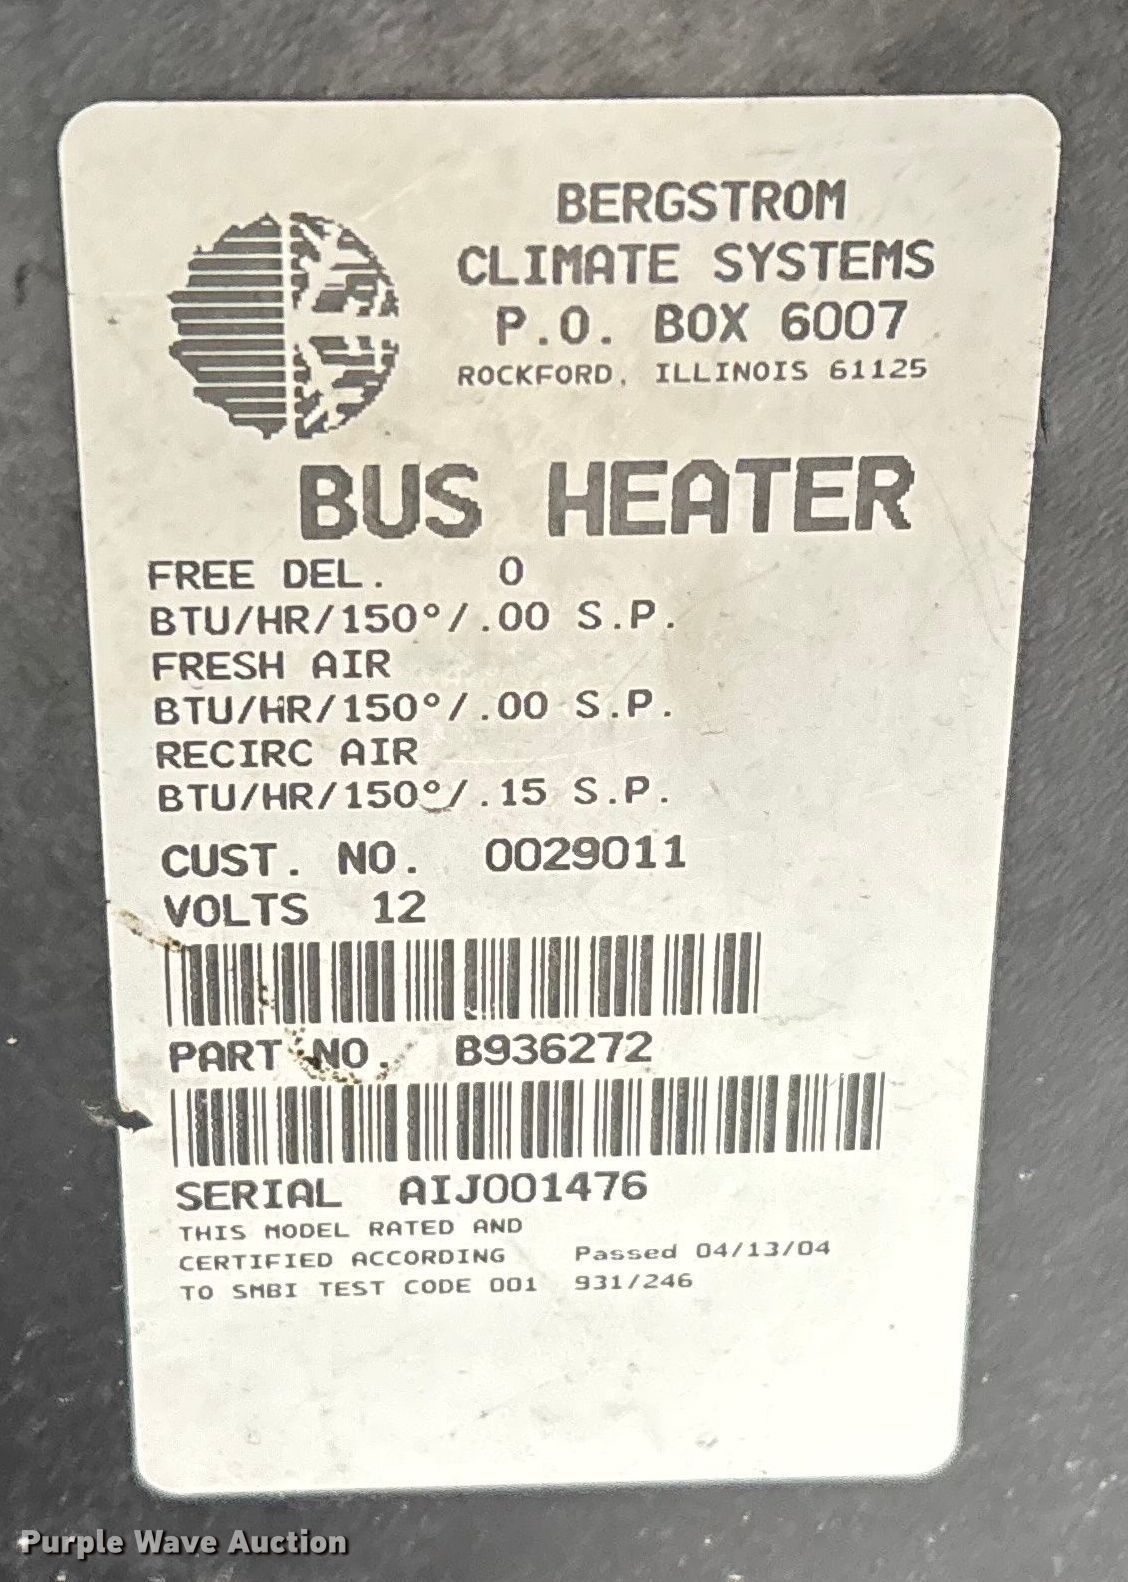 BERGSTROM
CLIMATE SYSTEMS
P.O. BOX 6007
ROCKFORD, ILLINOIS 61125
BUS HEATER
FREE DEL. 0
BTU/HR/150°/.00 S.P.
FRESH AIR
BTU/HR/150°/.00 S.P.
RECIRC AIR
BTU/HR/150°/.15 S.P.
CUST. NO. 0029011
VOLTS 12
PART NO. B936272
SERIAL AIJ001476
THIS MODEL RATED AND
CERTIFIED ACCORDING Passed 04/13/04
TO SMBI TEST CODE 001 931/246
Purple Wave Auction